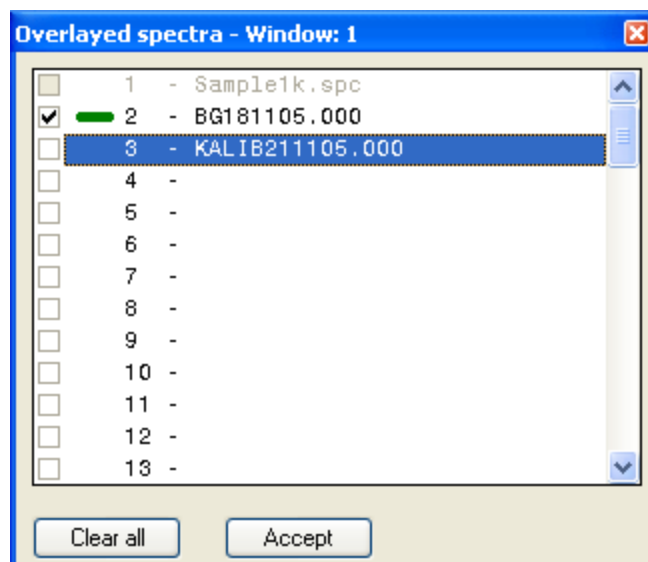 Overlayed spectra - Window: 1
1 - Sample1k.spc
2 - BG181105.000
3 - KALIB211105.000
4 -
5 -
6 -
7 -
8 -
9 -
10 -
11 -
12 -
13 -
Clear all Accept